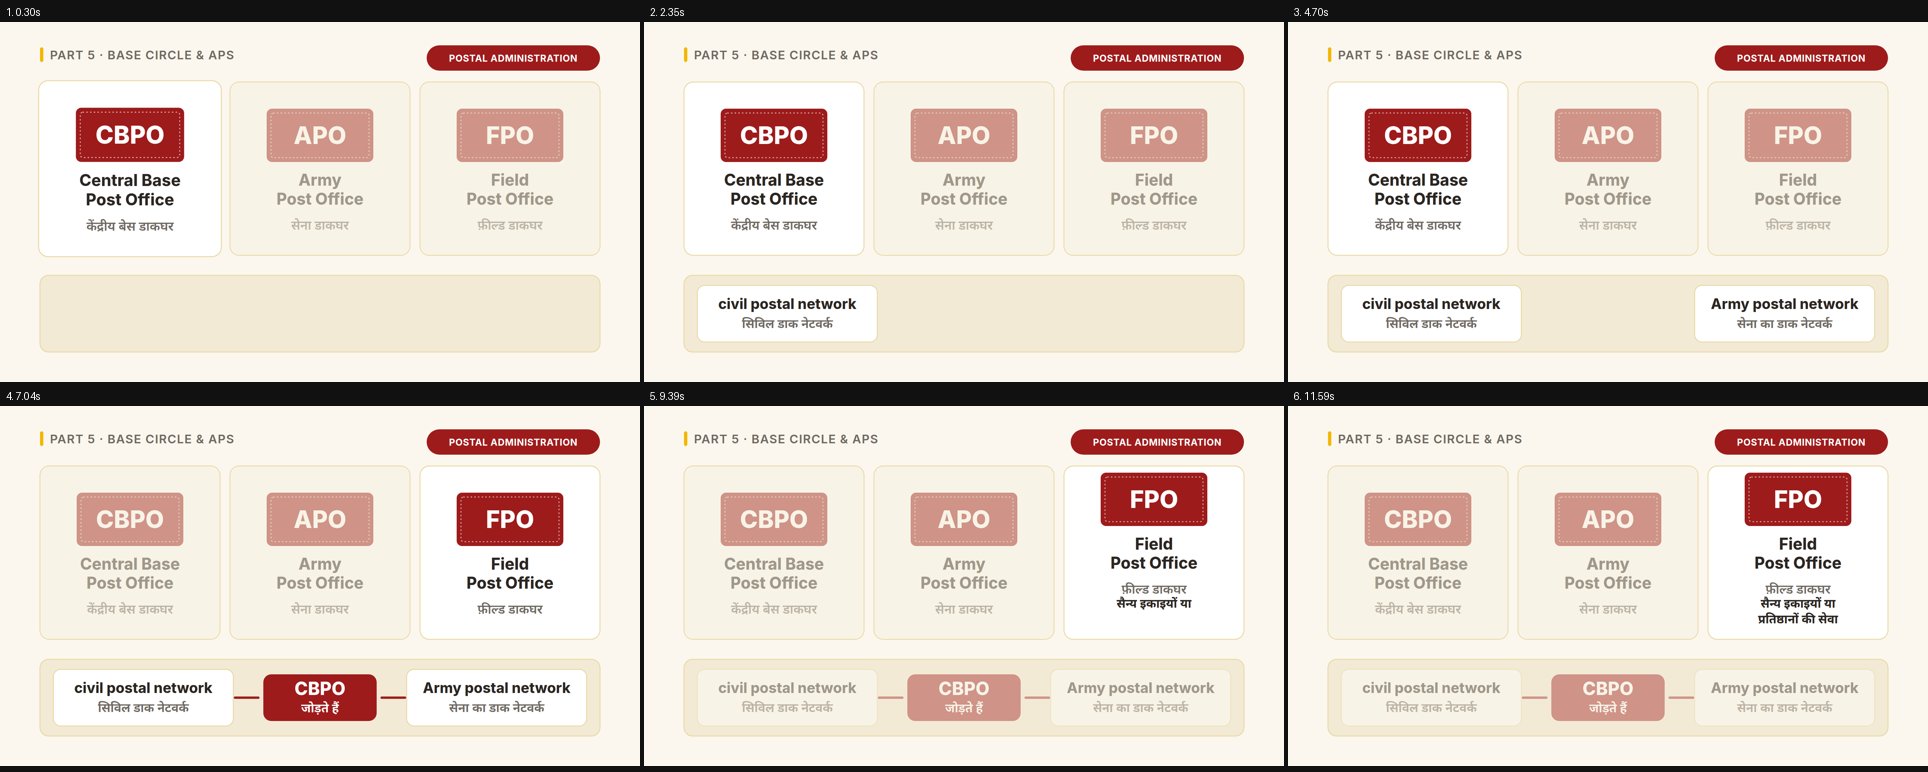 1. 0.30s
PART 5 · BASE CIRCLE & APS
POSTAL ADMINISTRATION
CBPO
Central Base
Post Office
केंद्रीय बेस डाकघर
APO
Army
Post Office
सेना डाकघर
FPO
Field
Post Office
फ़ील्ड डाकघर
2. 2.35s
PART 5 · BASE CIRCLE & APS
POSTAL ADMINISTRATION
CBPO
Central Base
Post Office
केंद्रीय बेस डाकघर
APO
Army
Post Office
सेना डाकघर
FPO
Field
Post Office
फ़ील्ड डाकघर
civil postal network
सिविल डाक नेटवर्क
3. 4.70s
PART 5 · BASE CIRCLE & APS
POSTAL ADMINISTRATION
CBPO
Central Base
Post Office
केंद्रीय बेस डाकघर
APO
Army
Post Office
सेना डाकघर
FPO
Field
Post Office
फ़ील्ड डाकघर
civil postal network
सिविल डाक नेटवर्क
Army postal network
सेना का डाक नेटवर्क
4. 7.04s
PART 5 · BASE CIRCLE & APS
POSTAL ADMINISTRATION
CBPO
Central Base
Post Office
केंद्रीय बेस डाकघर
APO
Army
Post Office
सेना डाकघर
FPO
Field
Post Office
फ़ील्ड डाकघर
civil postal network
सिविल डाक नेटवर्क
CBPO
जोड़ते हैं
Army postal network
सेना का डाक नेटवर्क
5. 9.39s
PART 5 · BASE CIRCLE & APS
POSTAL ADMINISTRATION
CBPO
Central Base
Post Office
केंद्रीय बेस डाकघर
APO
Army
Post Office
सेना डाकघर
FPO
Field
Post Office
फ़ील्ड डाकघर
सैन्य इकाइयों या
civil postal network
सिविल डाक नेटवर्क
CBPO
जोड़ते हैं
Army postal network
सेना का डाक नेटवर्क
6. 11.59s
PART 5 · BASE CIRCLE & APS
POSTAL ADMINISTRATION
CBPO
Central Base
Post Office
केंद्रीय बेस डाकघर
APO
Army
Post Office
सेना डाकघर
FPO
Field
Post Office
फ़ील्ड डाकघर
सैन्य इकाइयों या
प्रतिष्ठानों की सेवा
civil postal network
सिविल डाक नेटवर्क
CBPO
जोड़ते हैं
Army postal network
सेना का डाक नेटवर्क